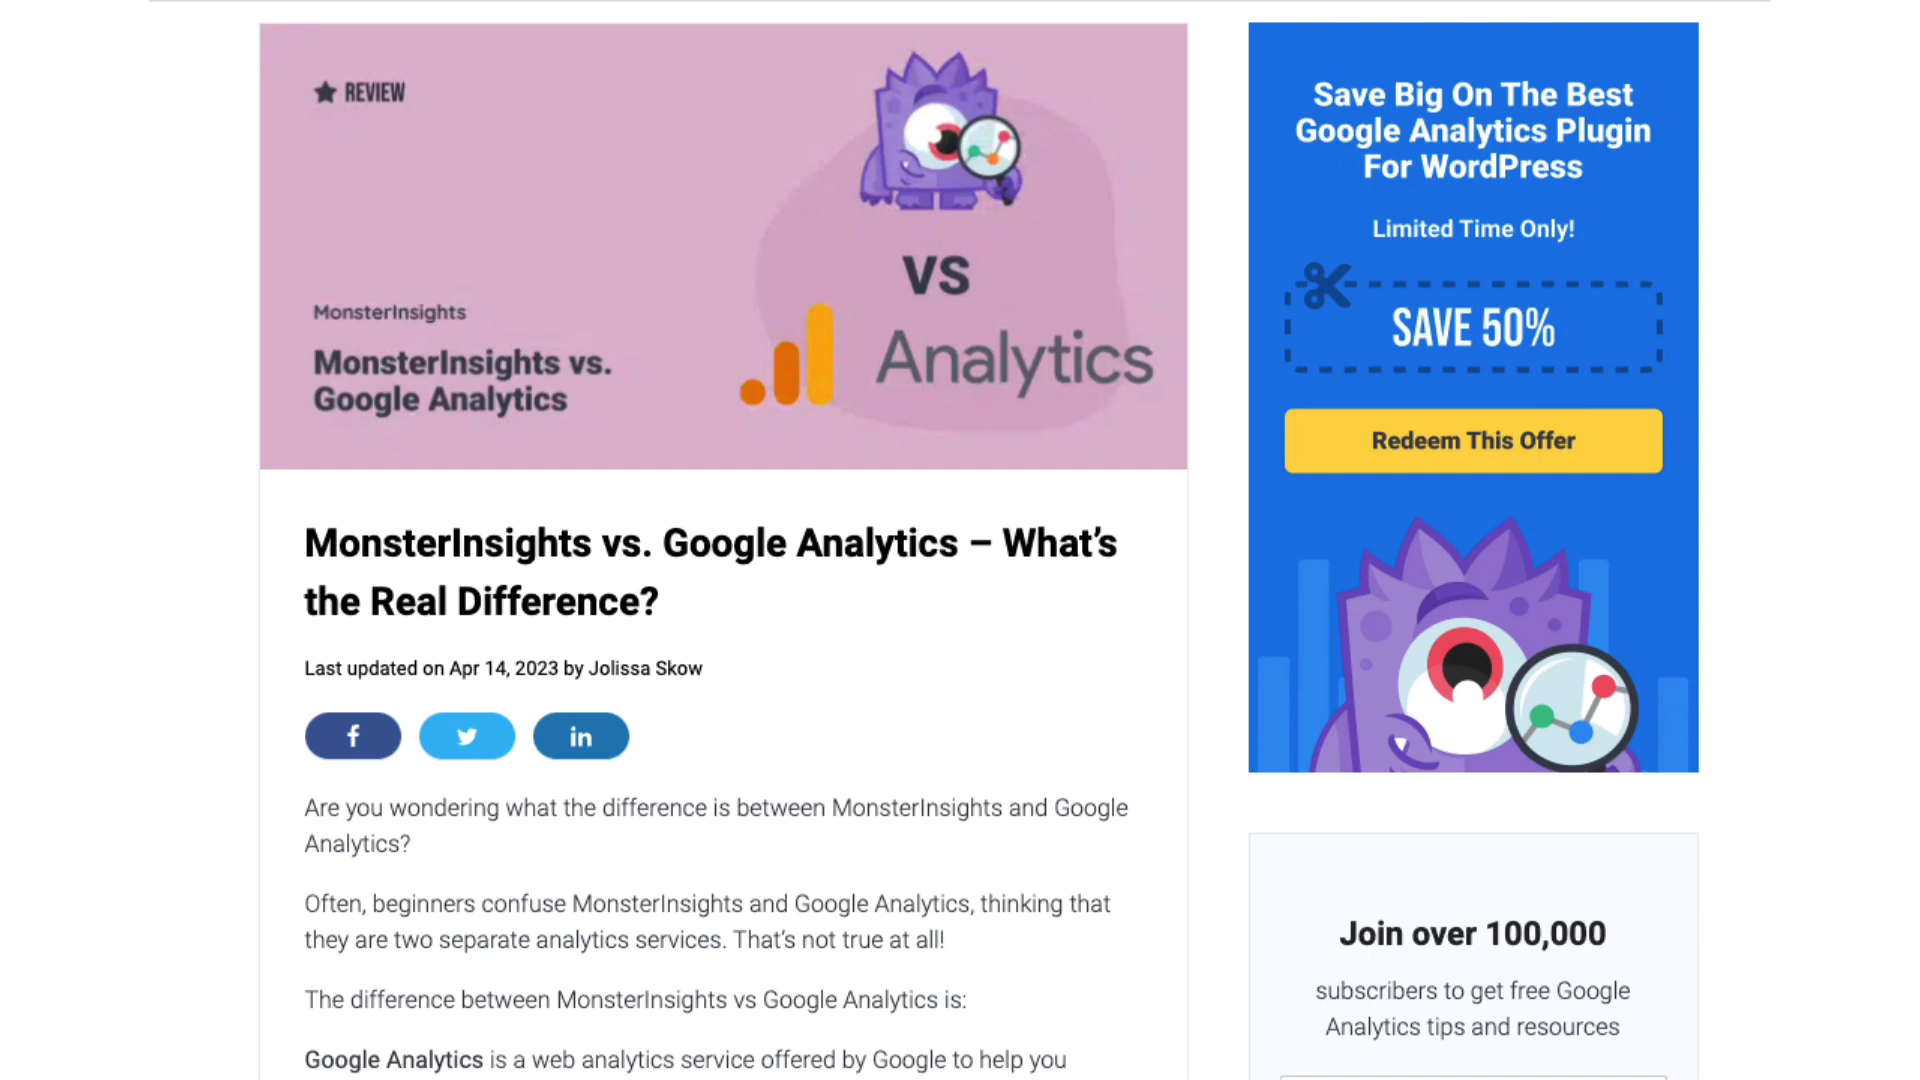 REVIEW
VS
MonsterInsights
MonsterInsights vs.
Google Analytics
Analytics
MonsterInsights vs. Google Analytics – What’s
the Real Difference?
Last updated on Apr 14, 2023 by Jolissa Skow
f
in
Are you wondering what the difference is between MonsterInsights and Google
Analytics?
Often, beginners confuse MonsterInsights and Google Analytics, thinking that
they are two separate analytics services. That’s not true at all!
The difference between MonsterInsights vs Google Analytics is:
Google Analytics is a web analytics service offered by Google to help you
Save Big On The Best
Google Analytics Plugin
For WordPress
Limited Time Only!
SAVE 50%
Redeem This Offer
Join over 100,000
subscribers to get free Google
Analytics tips and resources